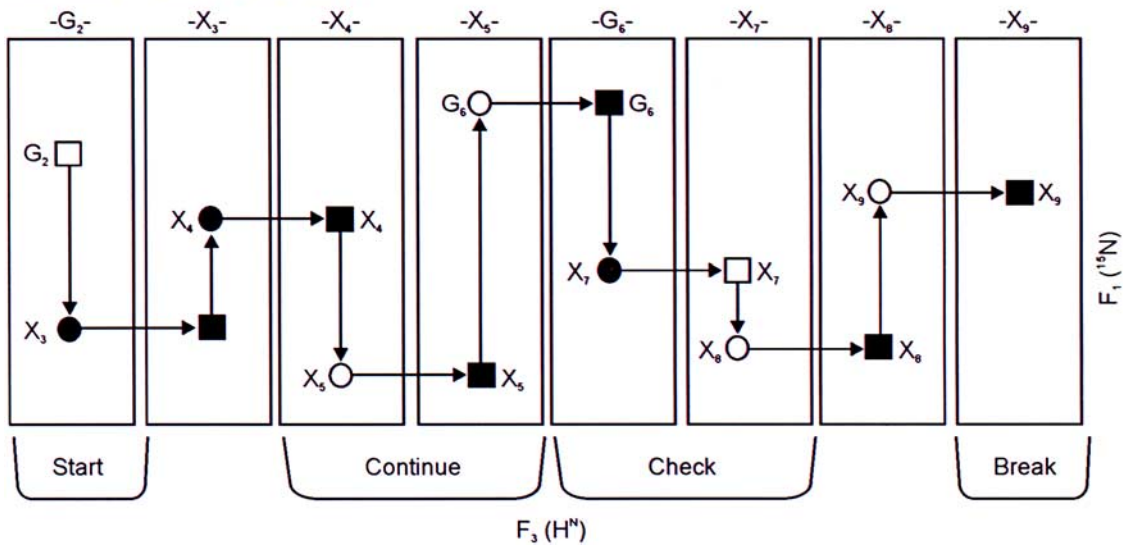 -G₂- -X₃- -X₄- -X₅- -G₆- -X₇- -X₈- -X₉-
G₆ G₆
G₂
X₄ X₄ X₉ X₉
X₇ X₇
X₃ X₈ X₈
X₅ X₅
F₁ (¹⁵N)
Start Continue Check Break
F₃ (Hᴺ)